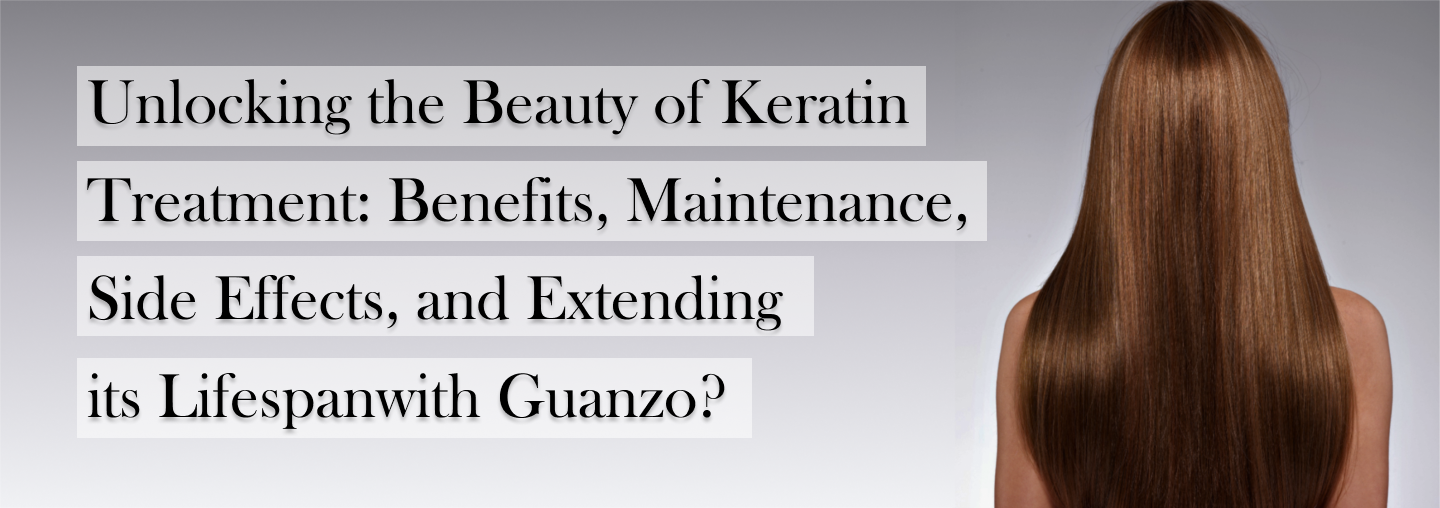 Unlocking the Beauty of Keratin
Treatment: Benefits, Maintenance,
Side Effects, and Extending
its Lifespanwith Guanzo?